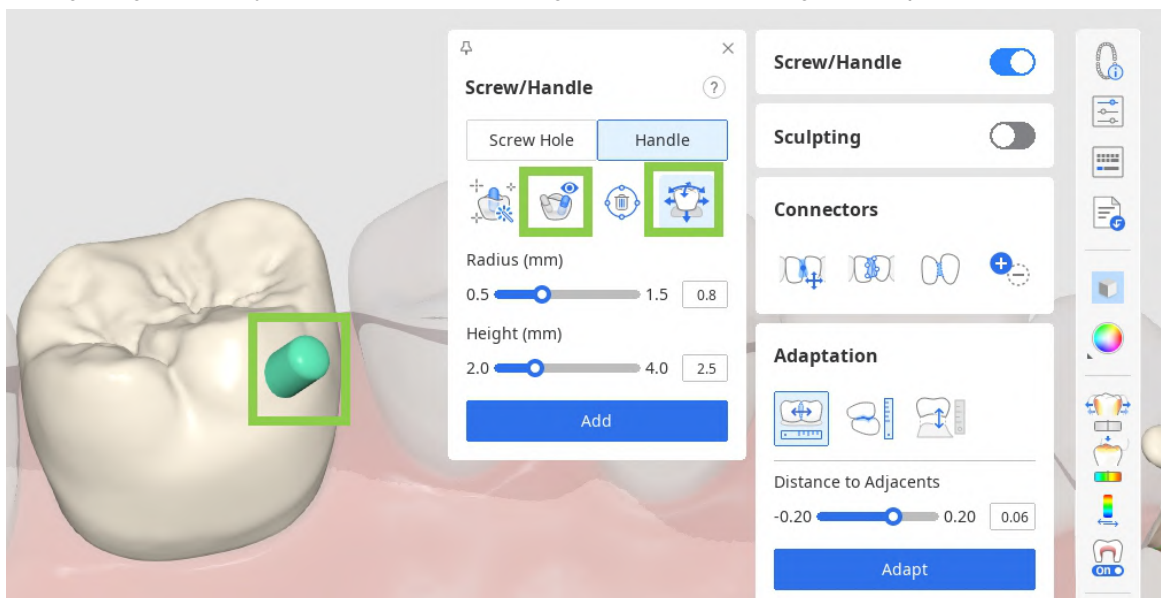 Screw/Handle
?
Screw Hole
Handle
Radius (mm)
0.5
1.5
0.8
Height (mm)
2.0
4.0
2.5
Add
Screw/Handle
Sculpting
Connectors
Adaptation
Distance to Adjacents
-0.20
0.20
0.06
Adapt
On